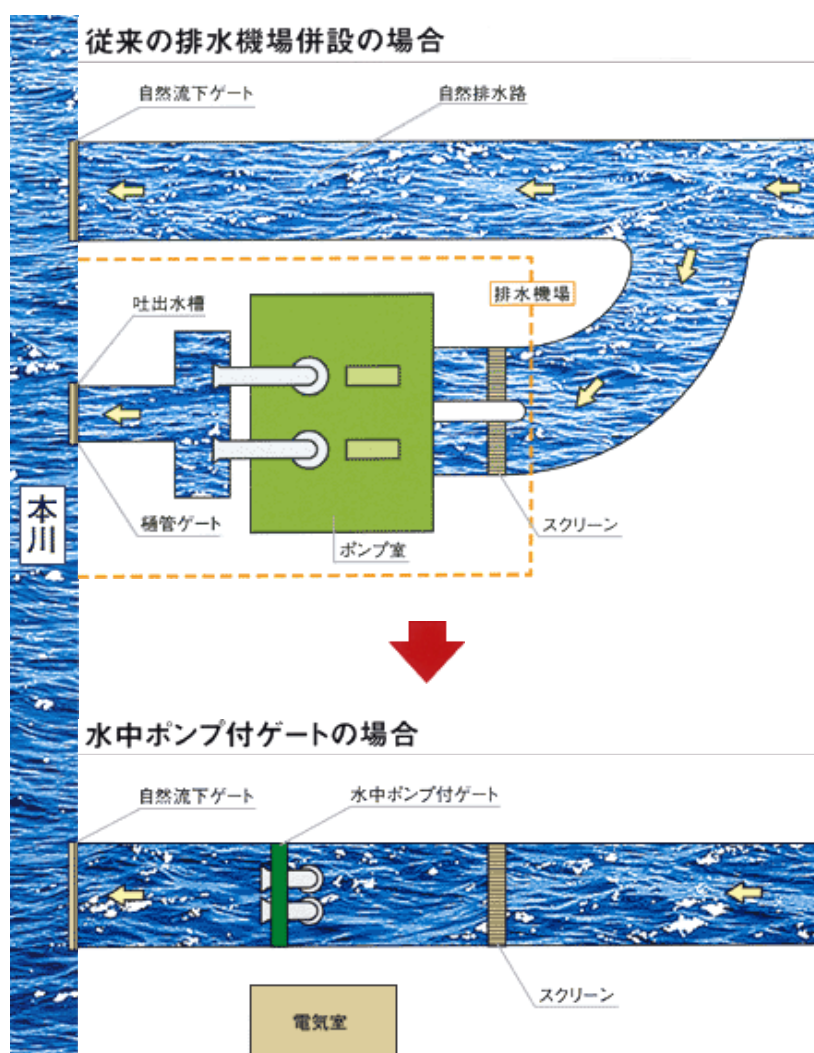 従来の排水機場併設の場合
自然流下ゲート
自然排水路
排水機場
吐出水槽
本川
樋管ゲート
ポンプ室
スクリーン
水中ポンプ付ゲートの場合
自然流下ゲート
水中ポンプ付ゲート
スクリーン
電気室